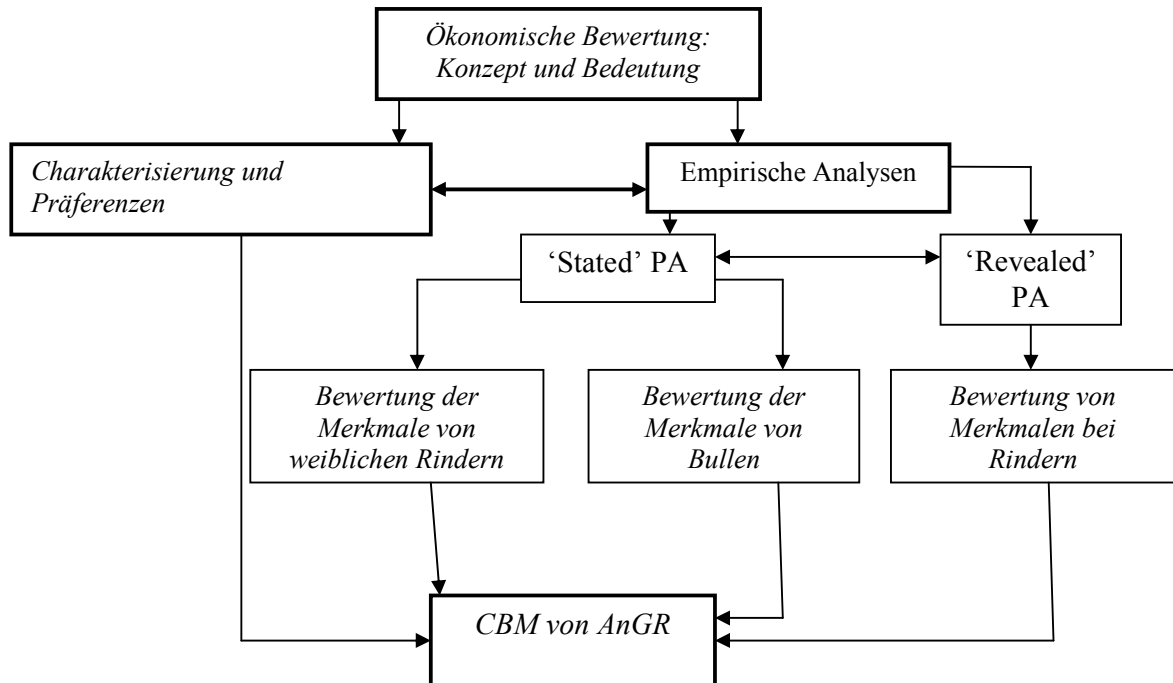 Ökonomische Bewertung:
Konzept und Bedeutung
Charakterisierung und
Präferenzen
Empirische Analysen
‘Stated’ PA
‘Revealed’
PA
Bewertung der
Merkmale von
weiblichen Rindern
Bewertung der
Merkmale von
Bullen
Bewertung von
Merkmalen bei
Rindern
CBM von AnGR